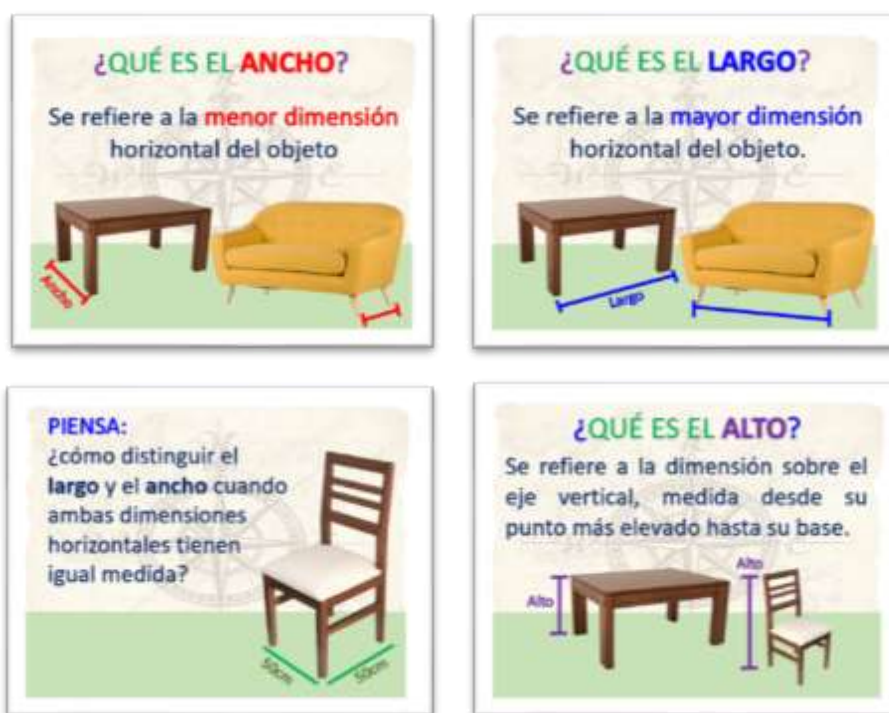 ¿QUÉ ES EL ANCHO?
Se refiere a la menor dimensión
horizontal del objeto
Ancho
¿QUÉ ES EL LARGO?
Se refiere a la mayor dimensión
horizontal del objeto.
Largo
PIENSA:
¿cómo distinguir el
largo y el ancho cuando
ambas dimensiones
horizontales tienen
igual medida?
50cm
50cm
¿QUÉ ES EL ALTO?
Se refiere a la dimensión sobre el
eje vertical, medida desde su
punto más elevado hasta su base.
Alto
Alto